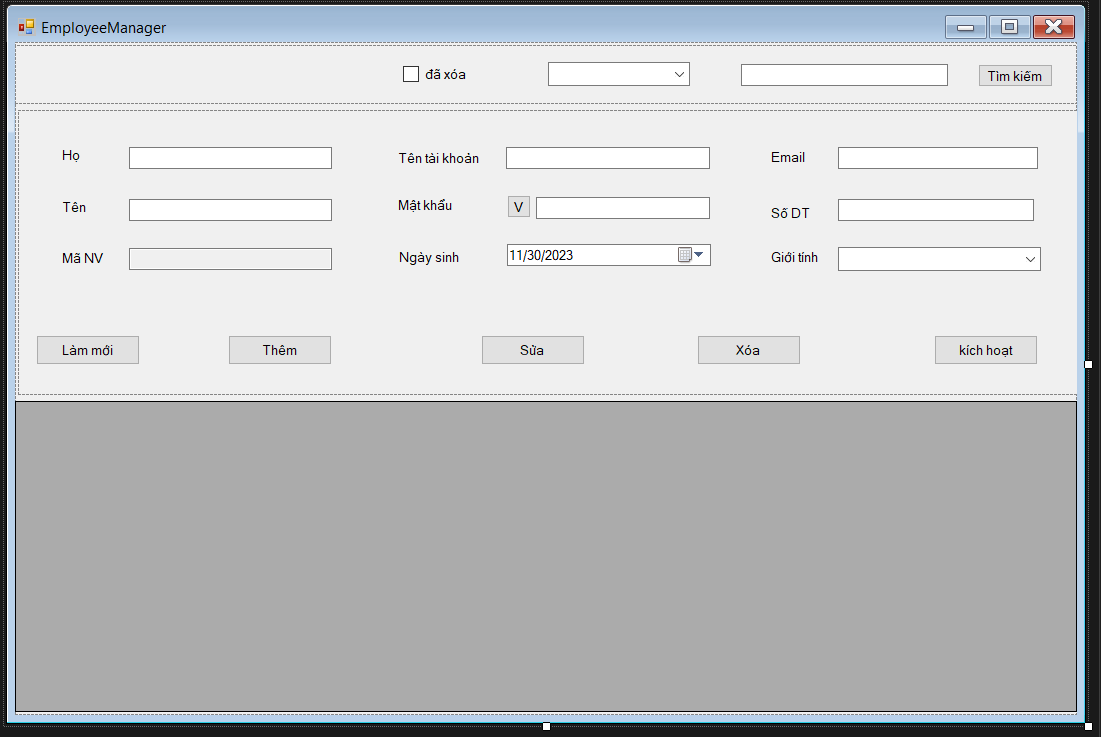 EmployeeManager
đã xóa
Tìm kiếm
Họ
Tên tài khoản
Email
Tên
Mật khẩu
V
Số DT
Mã NV
Ngày sinh
11/30/2023
Giới tính
Làm mới
Thêm
Sửa
Xóa
kích hoạt